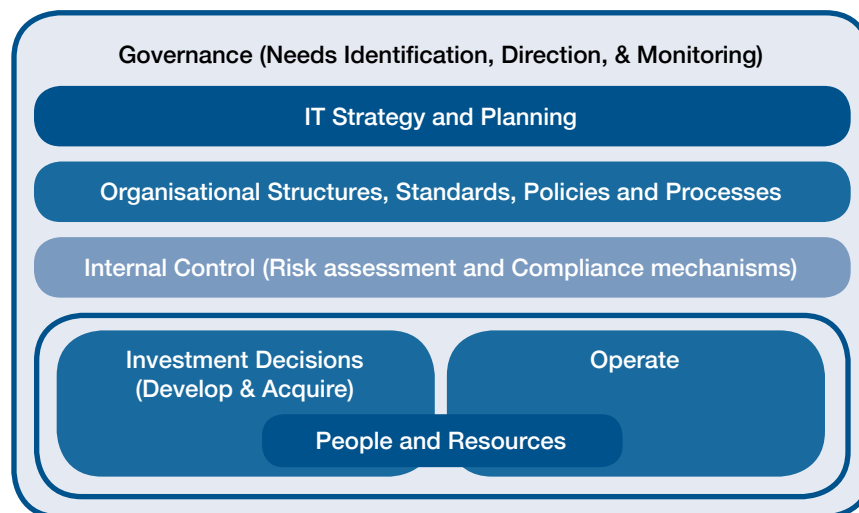 Governance (Needs Identification, Direction, & Monitoring)
IT Strategy and Planning
Organisational Structures, Standards, Policies and Processes
Internal Control (Risk assessment and Compliance mechanisms)
Investment Decisions
(Develop & Acquire)
Operate
People and Resources